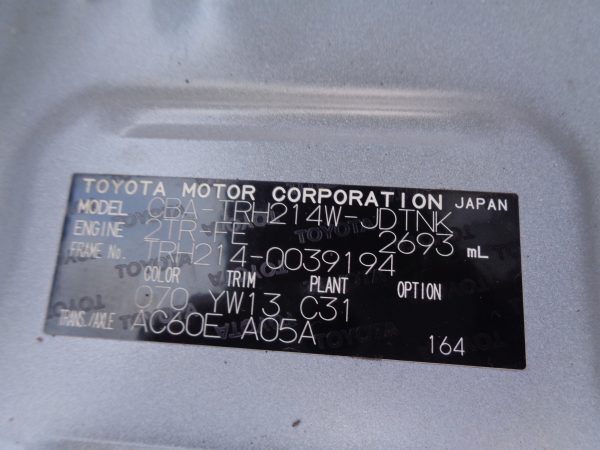 TOYOTA MOTOR CORPORATION JAPAN
MODEL CBA-TRH214W-JDTNK
ENGINE 2TR-FE 2693 mL
FRAME No. TRH214-0039194
COLOR TRIM PLANT OPTION
070 YW13 C31
TRANS./AXLE AC60E A05A
164